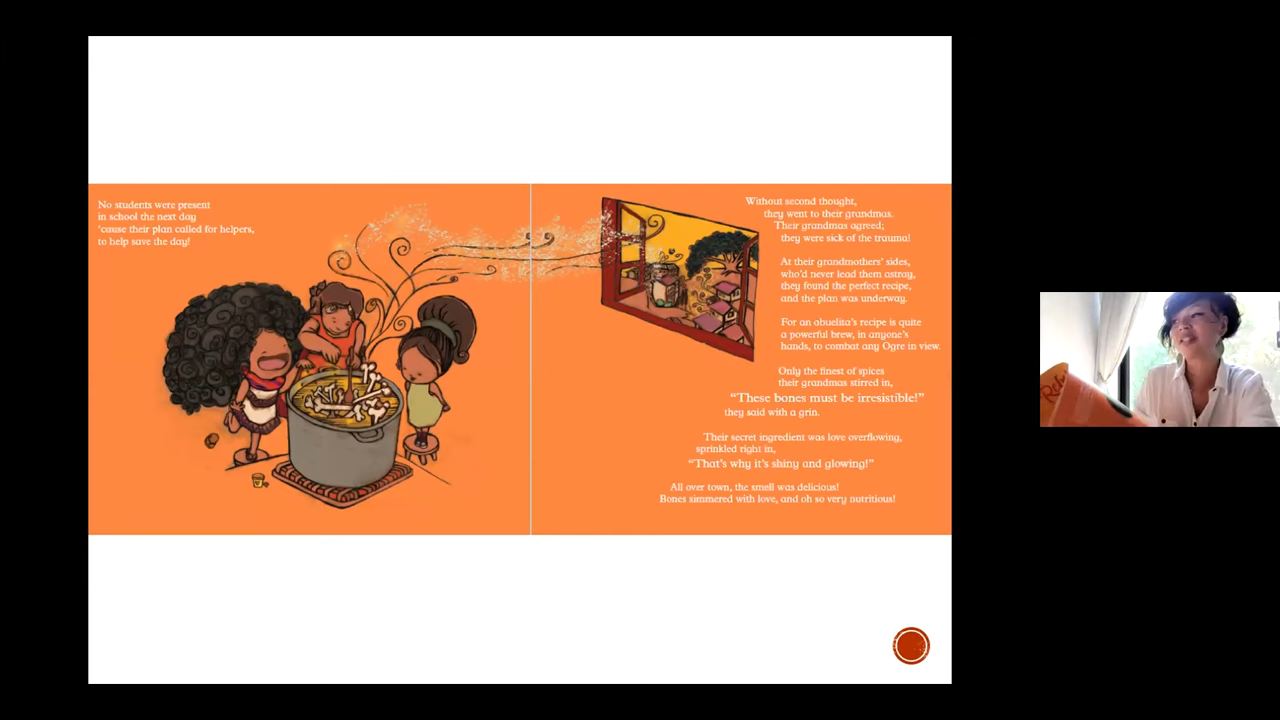 No students were present
in school the next day
'cause their plan called for helpers,
to help save the day!
Without second thought,
they went to their grandmas.
Their grandmas agreed;
they were sick of the trauma!
At their grandmothers' sides,
who'd never lead them astray,
they found the perfect recipe,
and the plan was underway.
For an abuelita's recipe is quite
a powerful brew, in anyone's
hands, to combat any Ogre in view.
Only the finest of spices
their grandmas stirred in,
"These bones must be irresistible!"
they said with a grin.
Their secret ingredient was love overflowing,
sprinkled right in,
"That's why it's shiny and glowing!"
All over town, the smell was delicious!
Bones simmered with love, and oh so very nutritious!